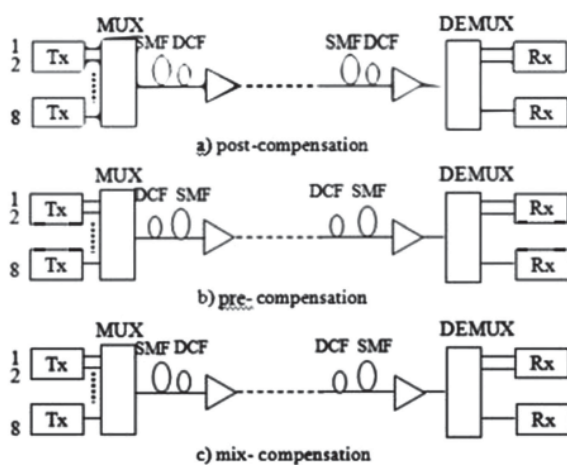 MUX DEMUX
SMF DCF SMF DCF
1 Tx Rx
2
8 Tx Rx
a) post-compensation
MUX DEMUX
DCF SMF DCF SMF
1 Tx Rx
2
8 Tx Rx
b) pre- compensation
MUX DEMUX
SMF DCF DCF SMF
1 Tx Rx
2
8 Tx Rx
c) mix- compensation